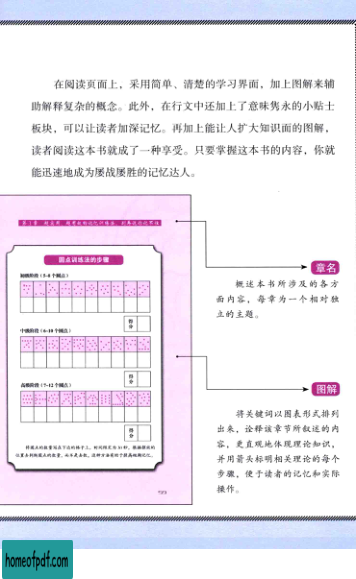 在阅读页面上，采用简单、清楚的学习界面，加上图解来辅
助解释复杂的概念。此外，在行文中还加上了意味隽永的小贴士
板块，可以让读者加深记忆。再加上能让人扩大知识面的图解，
读者阅读这本书就成了一种享受。只要掌握这本书的内容，你就
能迅速地成为屡战屡胜的记忆达人。
圆点训练法的步骤
初级阶段（5~8个圆点）
得分
中级阶段（6~10个圆点）
得分
高级阶段（7~12个圆点）
得分
章名
概述本书所涉及的各方
面内容，每章为一个相对独
立的主题。
图解
将关键词以图表形式排列
出来，诠释该章节所叙述的内
容，更直观地体现理论知识，
并用箭头标明相关理论的每个
步骤，便于读者的记忆和实际
操作。
homeofpdf.com